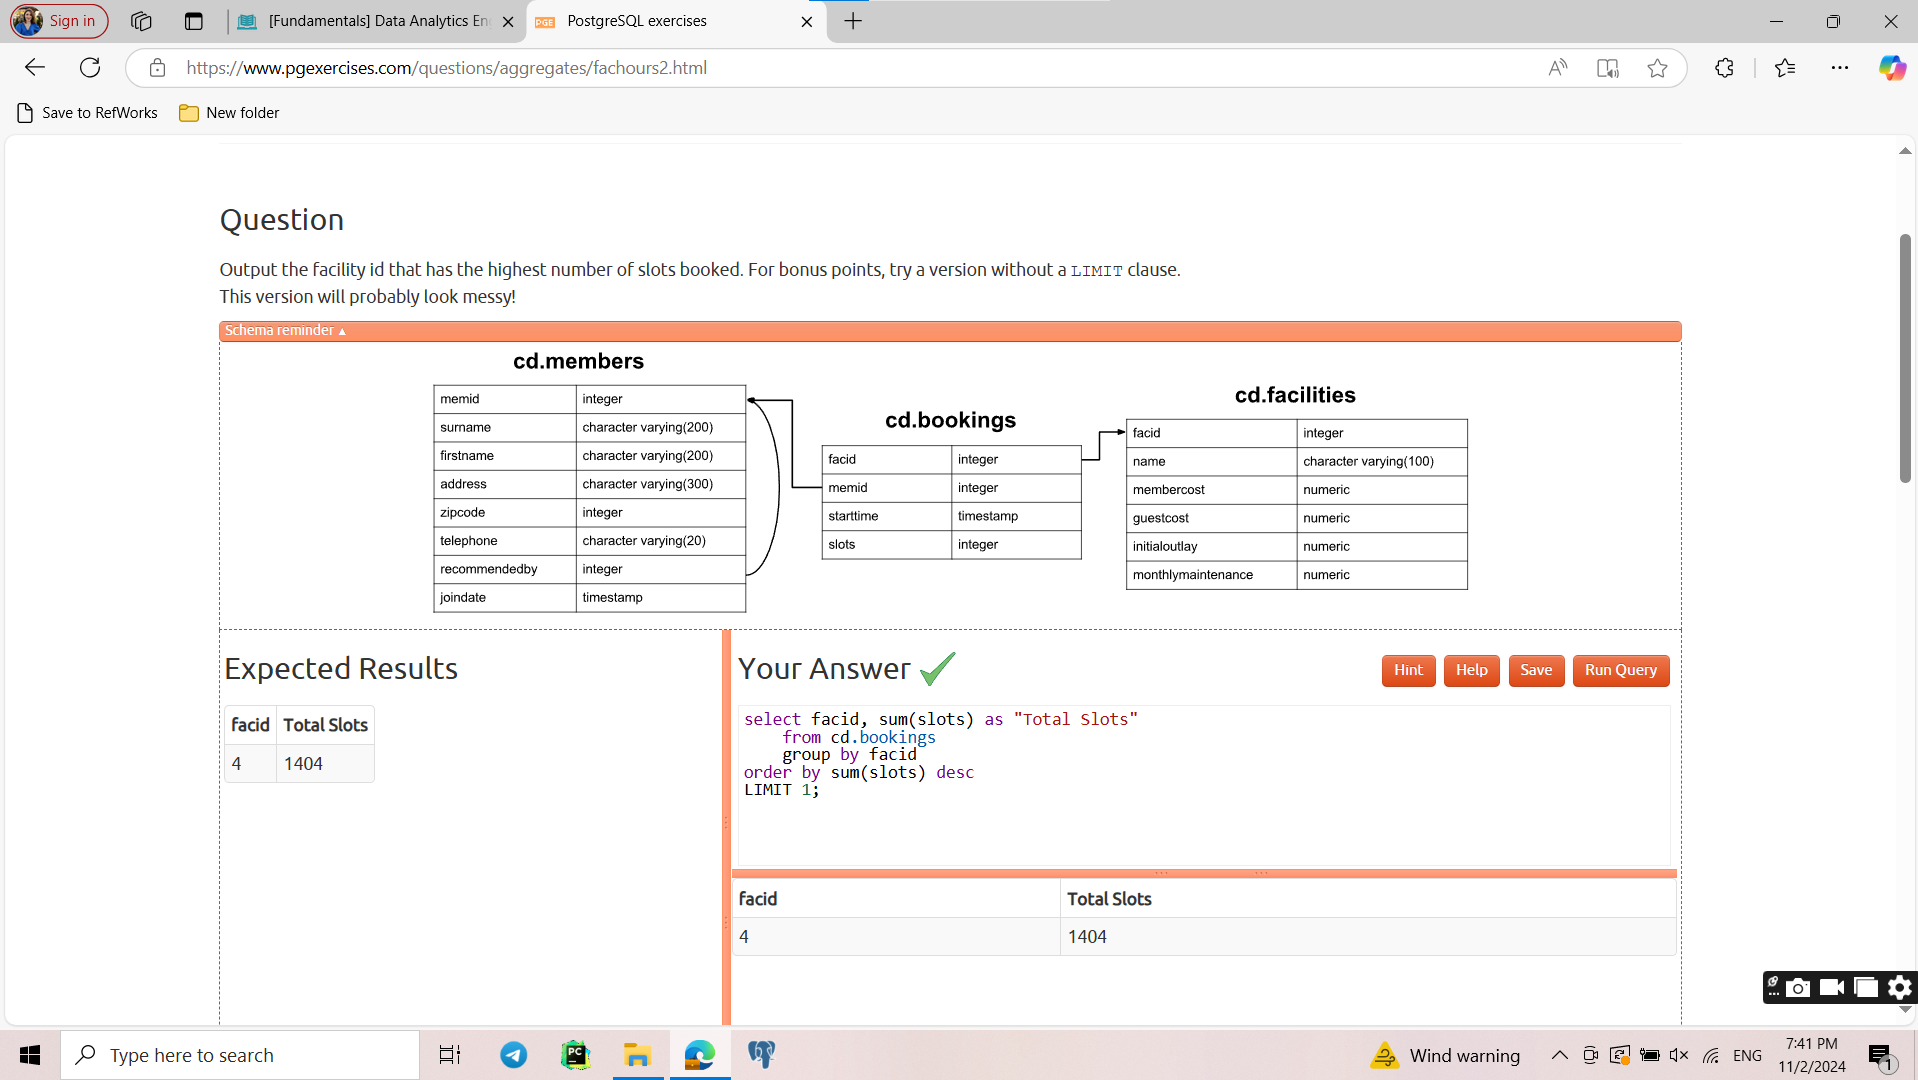 Sign in
[Fundamentals] Data Analytics En
PGE
PostgreSQL exercises
https://www.pgexercises.com/questions/aggregates/fachours2.html
Save to RefWorks
New folder
Question
Output the facility id that has the highest number of slots booked. For bonus points, try a version without a LIMIT clause.
This version will probably look messy!
Schema reminder ▴
cd.members
memid integer
surname character varying(200)
firstname character varying(200)
address character varying(300)
zipcode integer
telephone character varying(20)
recommendedby integer
joindate timestamp
cd.bookings
facid integer
memid integer
starttime timestamp
slots integer
cd.facilities
facid integer
name character varying(100)
membercost numeric
guestcost numeric
initialoutlay numeric
monthlymaintenance numeric
Expected Results
facid Total Slots
4 1404
Your Answer
Hint
Help
Save
Run Query
select facid, sum(slots) as "Total Slots"
from cd.bookings
group by facid
order by sum(slots) desc
LIMIT 1;
facid Total Slots
4 1404
Type here to search
PC
Wind warning
ENG
7:41 PM
11/2/2024
1